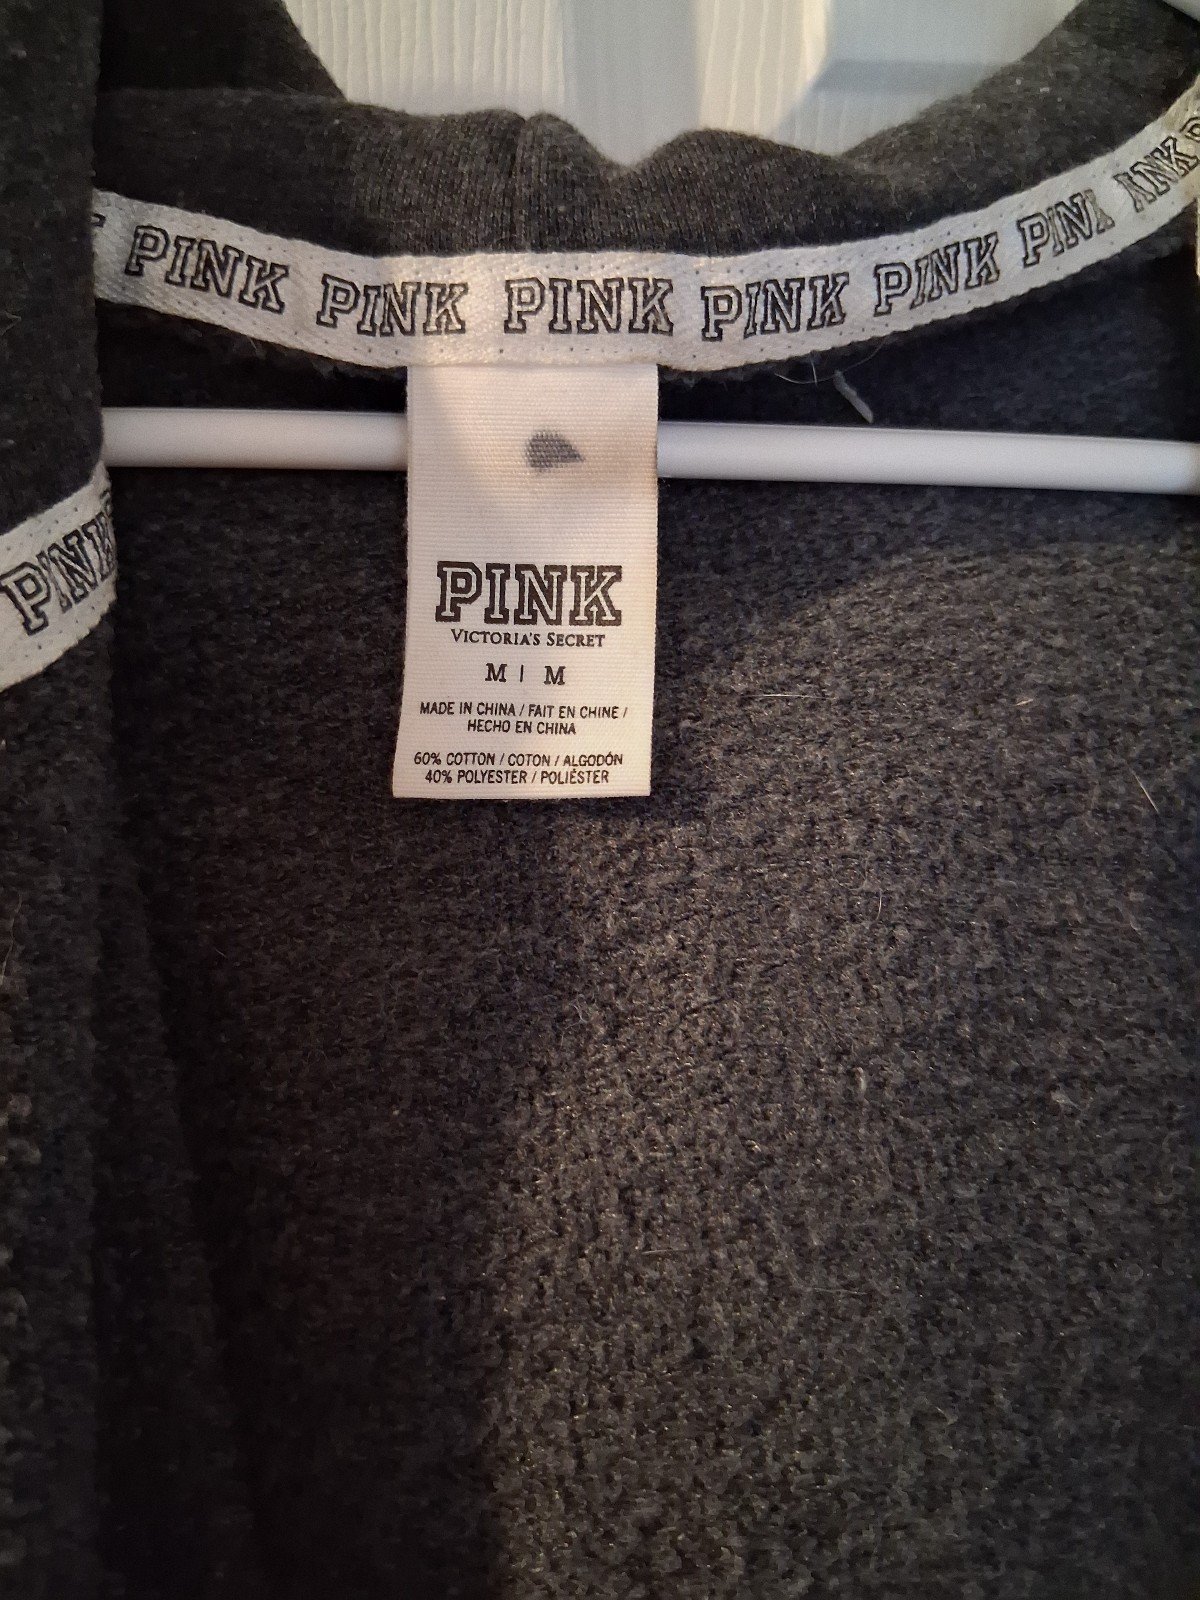 PINK PINK PINK PINK PINK PINK PINK
PINK
PINK
VICTORIA'S SECRET
M | M
MADE IN CHINA / FAIT EN CHINE /
HECHO EN CHINA
60% COTTON / COTON / ALGODÓN
40% POLYESTER / POLIÉSTER